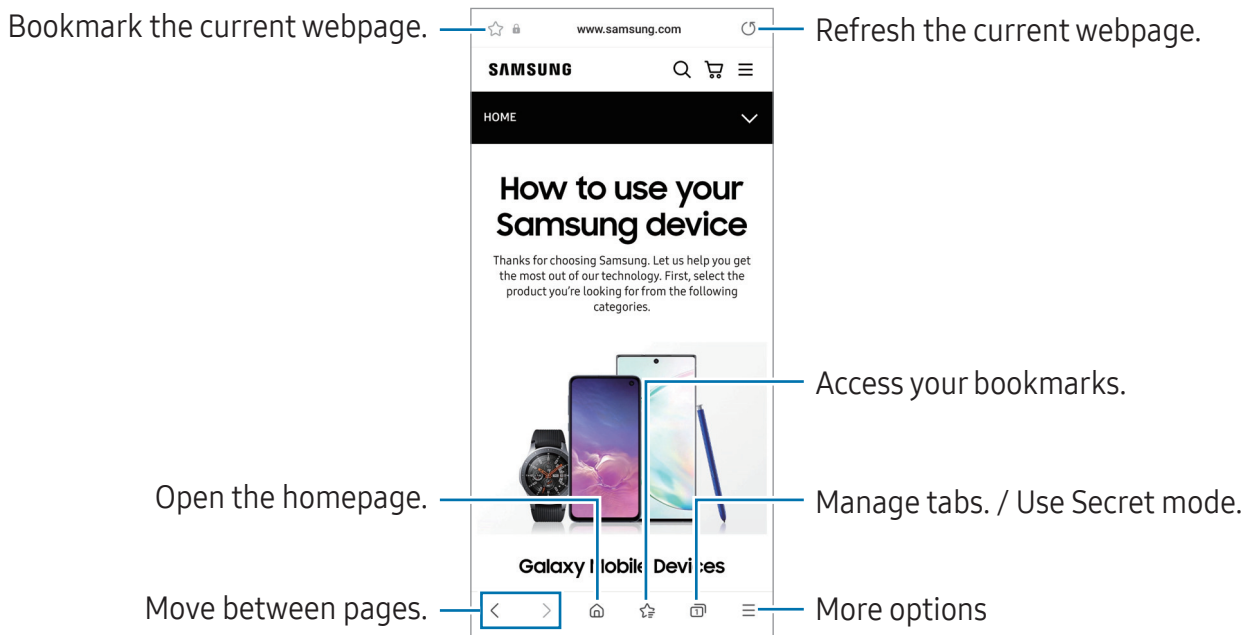 Bookmark the current webpage.
www.samsung.com
Refresh the current webpage.
SAMSUNG
HOME
How to use your
Samsung device
Thanks for choosing Samsung. Let us help you get
the most out of our technology. First, select the
product you're looking for from the following
categories.
Access your bookmarks.
Open the homepage.
Manage tabs. / Use Secret mode.
Galaxy Mobile Devices
Move between pages.
1
More options